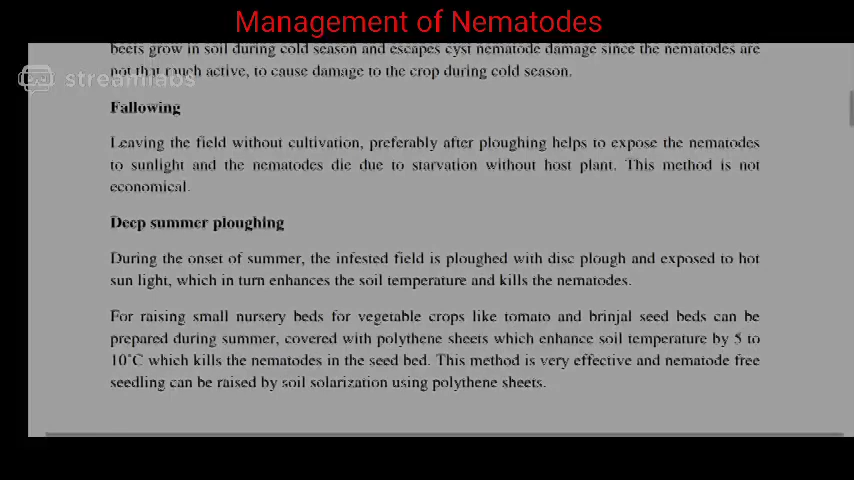 Management of Nematodes
beets grow in soil during cold season and escapes cyst nematode damage since the nematodes are
not that much active, to cause damage to the crop during cold season.
streamlabs
Fallowing
Leaving the field without cultivation, preferably after ploughing helps to expose the nematodes
to sunlight and the nematodes die due to starvation without host plant. This method is not
economical.
Deep summer ploughing
During the onset of summer, the infested field is ploughed with disc plough and exposed to hot
sun light, which in turn enhances the soil temperature and kills the nematodes.
For raising small nursery beds for vegetable crops like tomato and brinjal seed beds can be
prepared during summer, covered with polythene sheets which enhance soil temperature by 5 to
10˚C which kills the nematodes in the seed bed. This method is very effective and nematode free
seedling can be raised by soil solarization using polythene sheets.